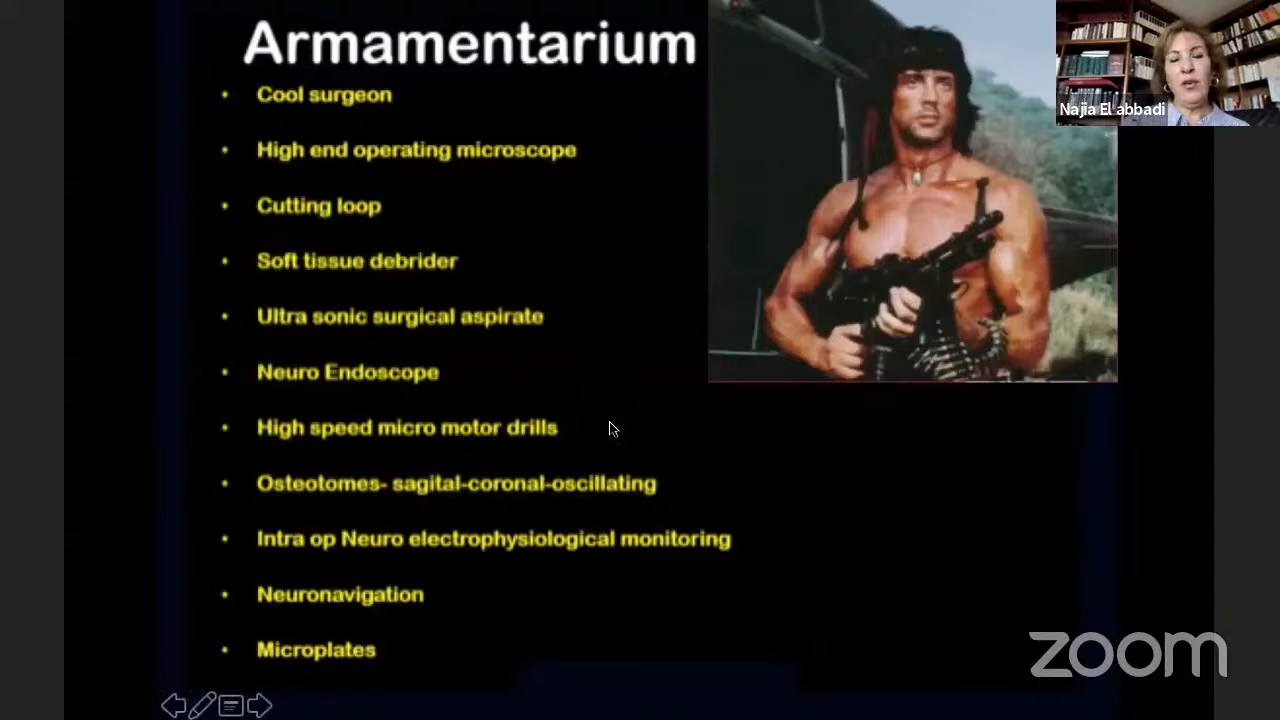 Armamentarium
• Cool surgeon
• High end operating microscope
• Cutting loop
• Soft tissue debrider
• Ultra sonic surgical aspirate
• Neuro Endoscope
• High speed micro motor drills
• Osteotomes- sagital-coronal-oscillating
• Intra op Neuro electrophysiological monitoring
• Neuronavigation
• Microplates
Najia El abbadi
zoom